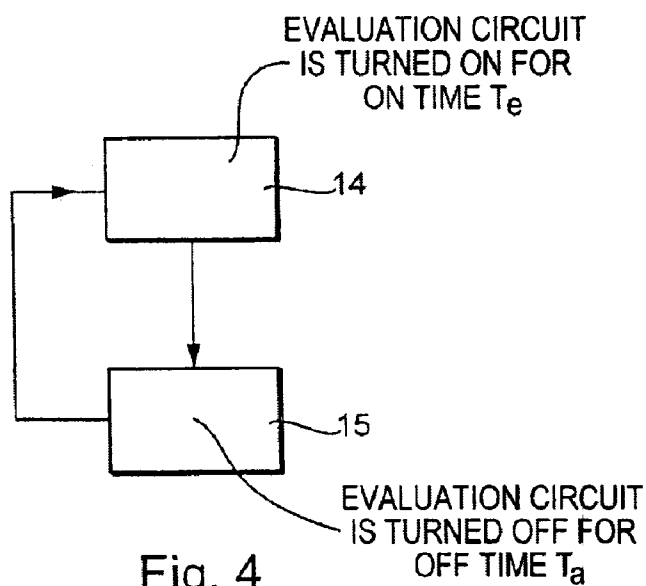 EVALUATION CIRCUIT
IS TURNED ON FOR
ON TIME Te
14
15
EVALUATION CIRCUIT
IS TURNED OFF FOR
OFF TIME Ta
Fig. 4